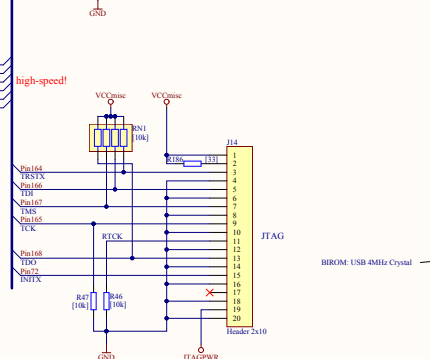 GND
high-speed!
VCCmisc
VCCmisc
RN1
[10k]
J14
R186
[33]
1
2
3
4
5
6
7
8
9
10
11
12
13
14
15
16
17
18
19
20
Pin164
TRSTX
Pin166
TDI
Pin167
TMS
Pin165
TCK
RTCK
JTAG
Pin168
TDO
Pin72
INITX
BIROM: USB 4MHz Crystal
R47
[10k]
R46
[10k]
Header 2x10
GND
JTAGPWR